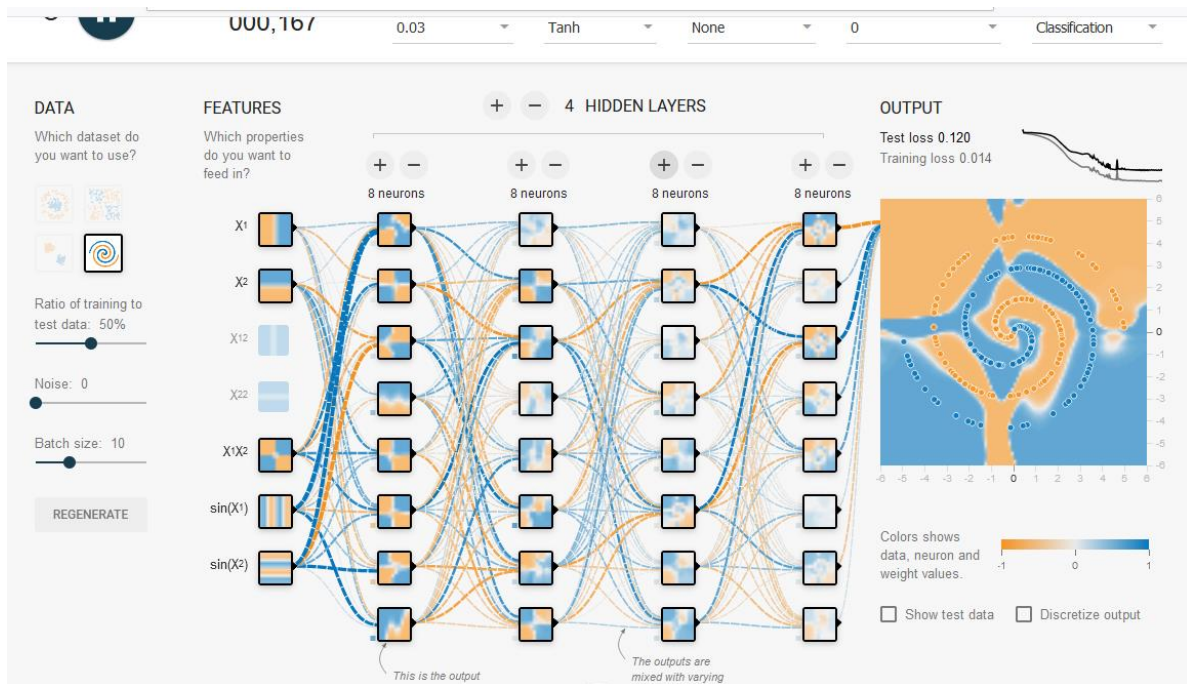 000,167
0.03
Tanh
None
0
Classification
DATA
Which dataset do
you want to use?
Ratio of training to
test data: 50%
Noise: 0
Batch size: 10
REGENERATE
FEATURES
Which properties
do you want to
feed in?
X1
X2
X12
X22
X1X2
sin(X1)
sin(X2)
+ − 4 HIDDEN LAYERS
+ − + − + − + −
8 neurons 8 neurons 8 neurons 8 neurons
This is the output
The outputs are
mixed with varying
OUTPUT
Test loss 0.120
Training loss 0.014
6
5
4
3
2
1
0
-1
-2
-3
-4
-5
-6
-6 -5 -4 -3 -2 -1 0 1 2 3 4 5 6
Colors shows
data, neuron and
weight values.
-1 0 1
Show test data Discretize output